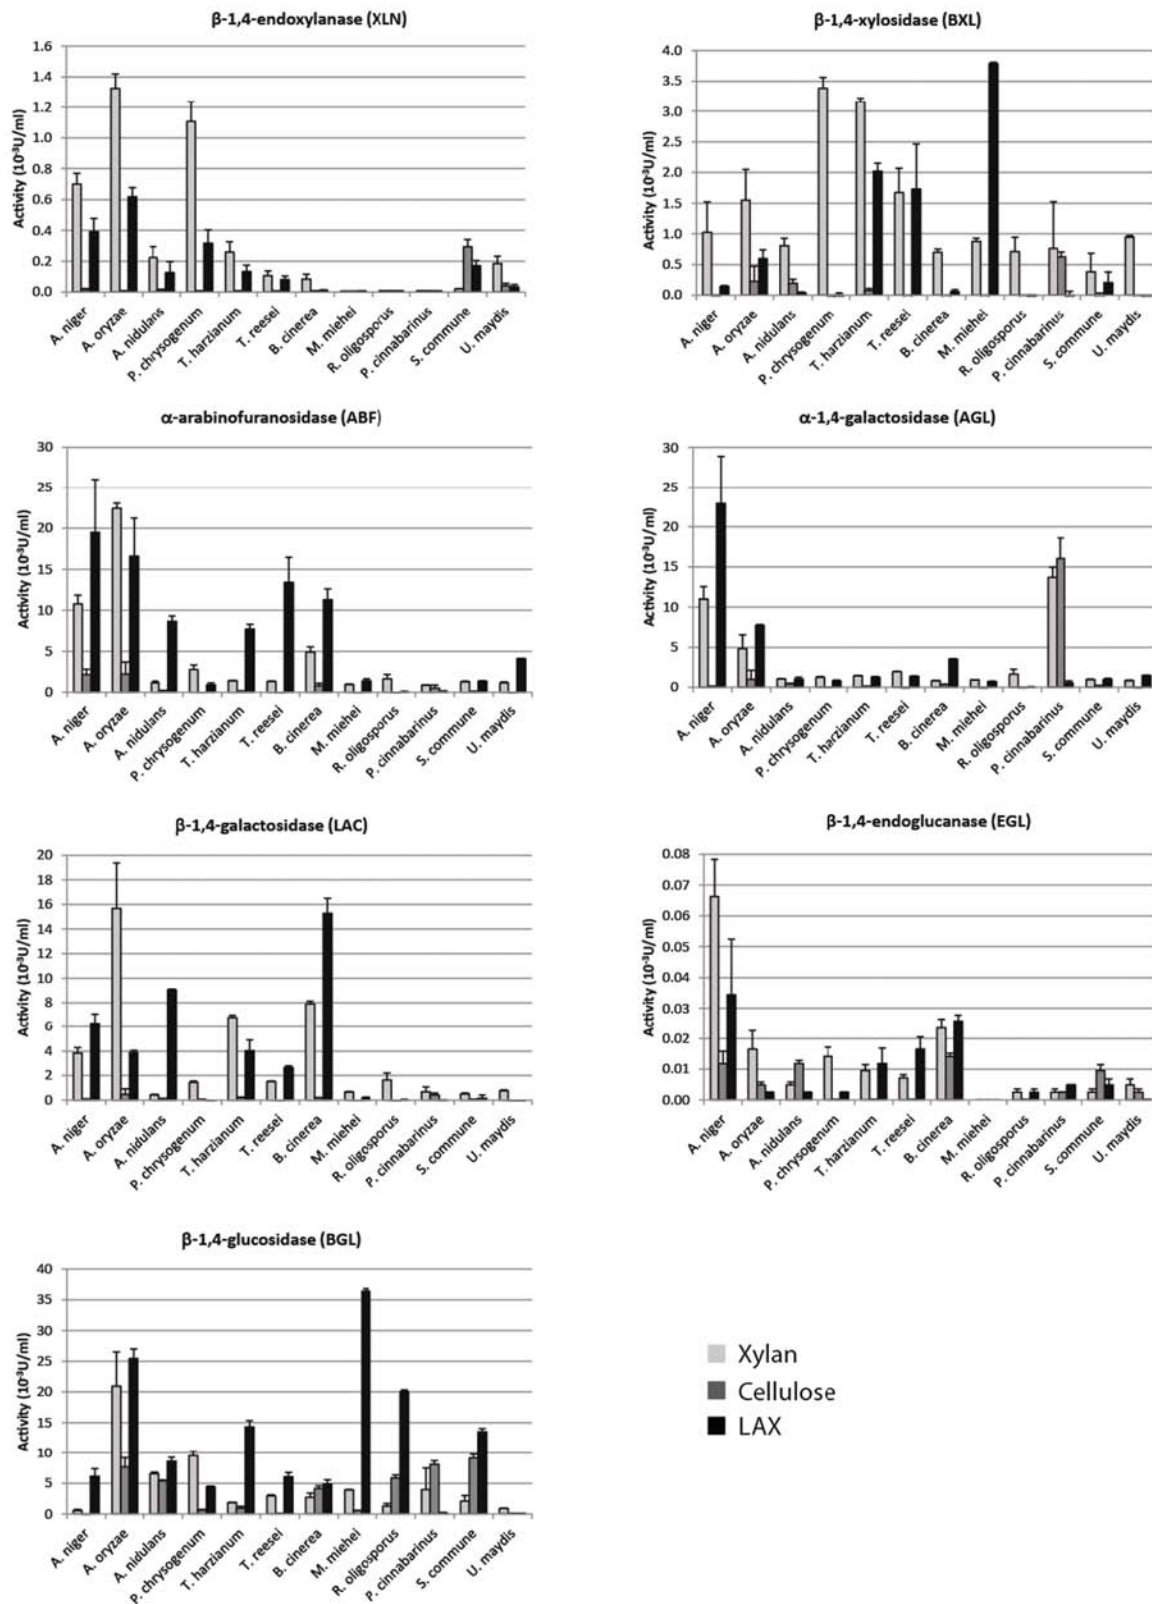 β-1,4-endoxylanase (XLN)
Activity (10⁻³U/ml)
1.6
1.4
1.2
1.0
0.8
0.6
0.4
0.2
0.0
A. niger
A. oryzae
A. nidulans
P. chrysogenum
T. harzianum
T. reesei
B. cinerea
M. miehei
R. oligosporus
P. cinnabarinus
S. commune
U. maydis
β-1,4-xylosidase (BXL)
Activity (10⁻³U/ml)
4.0
3.5
3.0
2.5
2.0
1.5
1.0
0.5
0.0
A. niger
A. oryzae
A. nidulans
P. chrysogenum
T. harzianum
T. reesei
B. cinerea
M. miehei
R. oligosporus
P. cinnabarinus
S. commune
U. maydis
α-arabinofuranosidase (ABF)
Activity (10⁻³U/ml)
30
25
20
15
10
5
0
A. niger
A. oryzae
A. nidulans
P. chrysogenum
T. harzianum
T. reesei
B. cinerea
M. miehei
R. oligosporus
P. cinnabarinus
S. commune
U. maydis
α-1,4-galactosidase (AGL)
Activity (10⁻³U/ml)
30
25
20
15
10
5
0
A. niger
A. oryzae
A. nidulans
P. chrysogenum
T. harzianum
T. reesei
B. cinerea
M. miehei
R. oligosporus
P. cinnabarinus
S. commune
U. maydis
β-1,4-galactosidase (LAC)
Activity (10⁻³U/ml)
20
18
16
14
12
10
8
6
4
2
0
A. niger
A. oryzae
A. nidulans
P. chrysogenum
T. harzianum
T. reesei
B. cinerea
M. miehei
R. oligosporus
P. cinnabarinus
S. commune
U. maydis
β-1,4-endoglucanase (EGL)
Activity (10⁻³U/ml)
0.08
0.07
0.06
0.05
0.04
0.03
0.02
0.01
0.00
A. niger
A. oryzae
A. nidulans
P. chrysogenum
T. harzianum
T. reesei
B. cinerea
M. miehei
R. oligosporus
P. cinnabarinus
S. commune
U. maydis
β-1,4-glucosidase (BGL)
Activity (10⁻³U/ml)
40
35
30
25
20
15
10
5
0
A. niger
A. oryzae
A. nidulans
P. chrysogenum
T. harzianum
T. reesei
B. cinerea
M. miehei
R. oligosporus
P. cinnabarinus
S. commune
U. maydis
Xylan
Cellulose
LAX